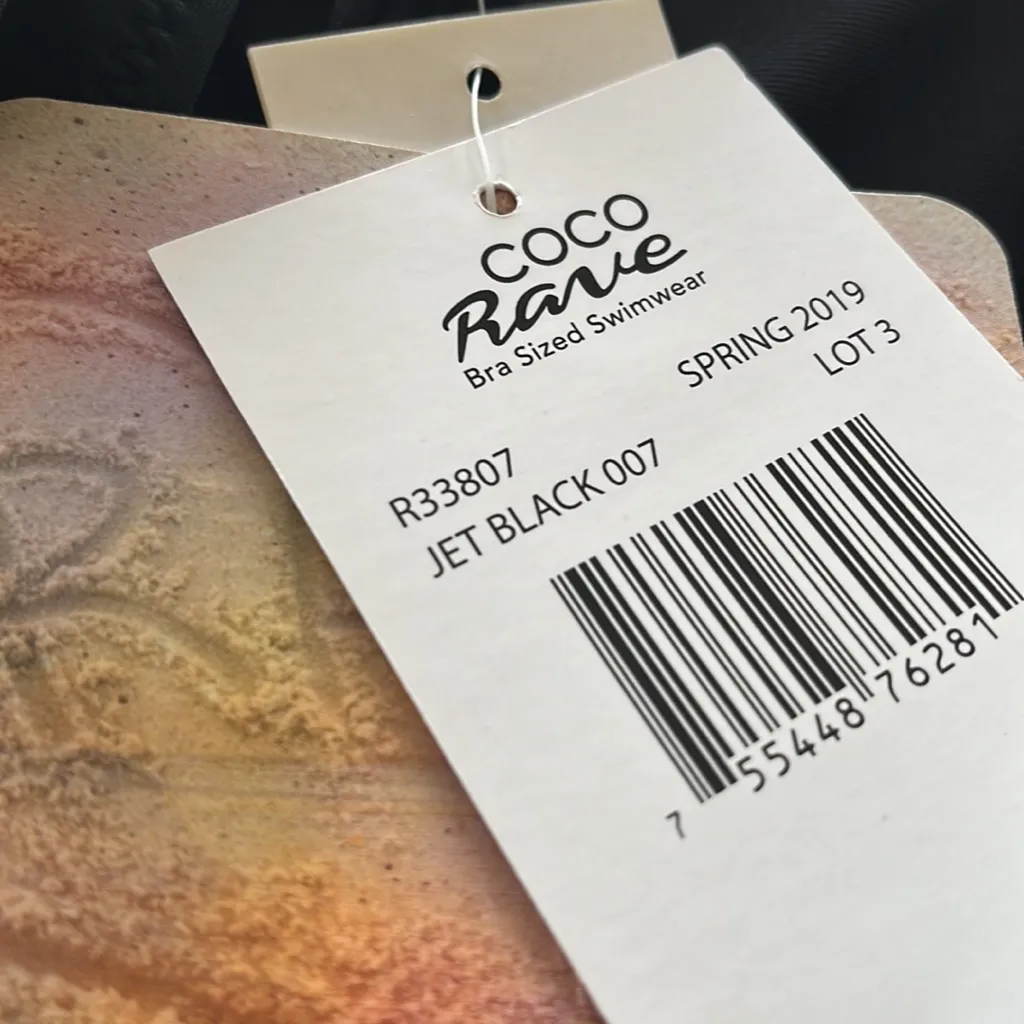 COCO
Rave
Bra Sized Swimwear
SPRING 2019
LOT 3
R33807
JET BLACK 007
7 55448 76281